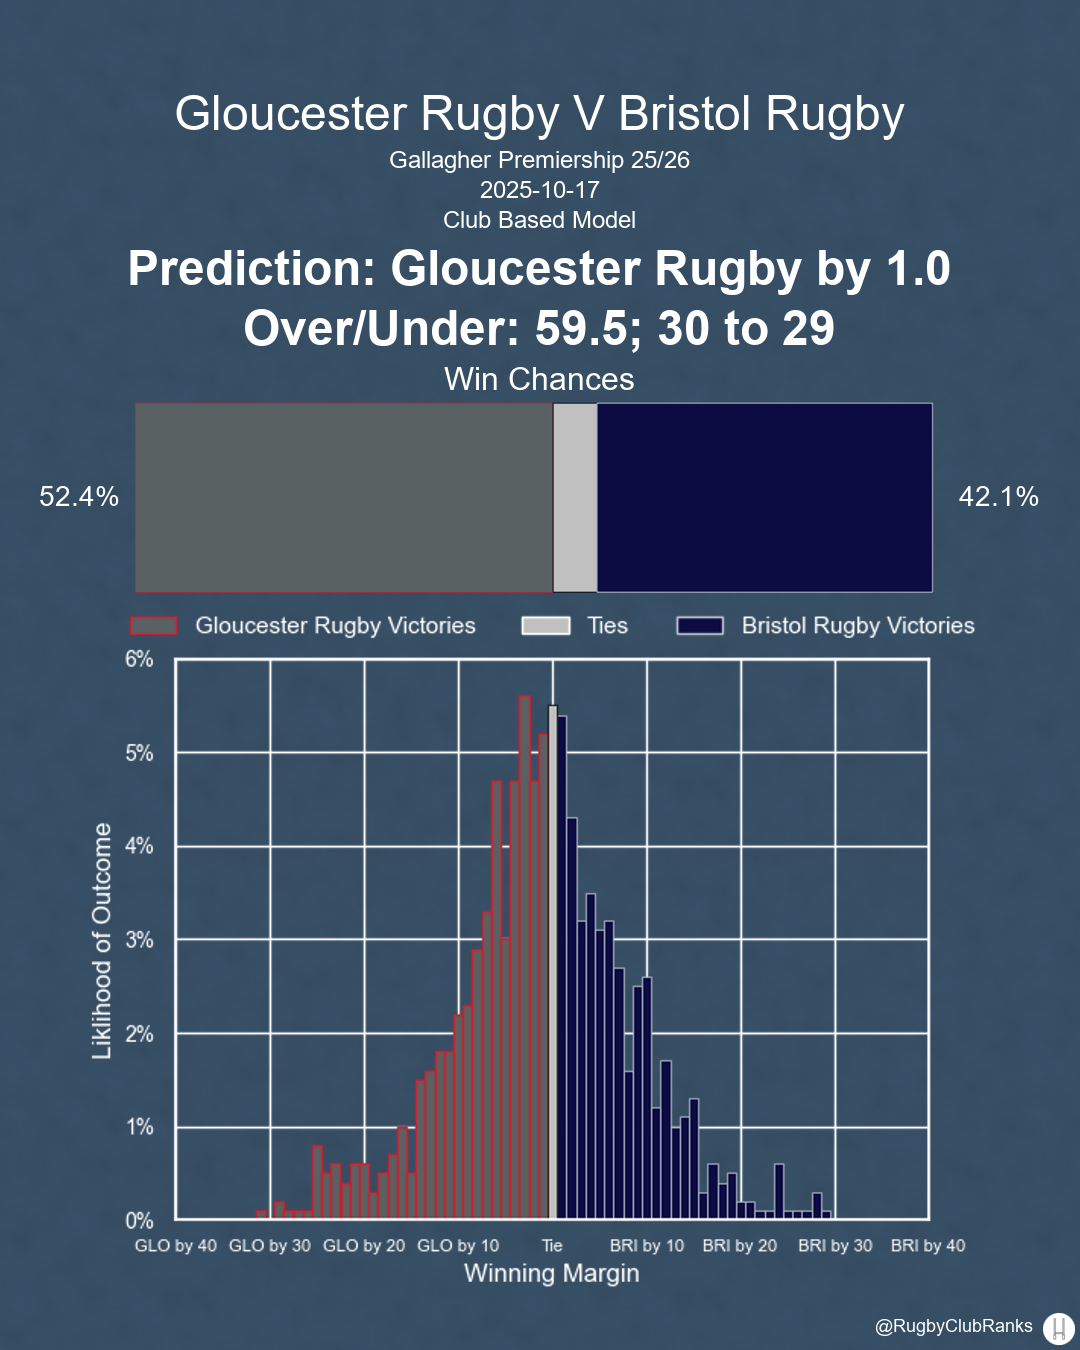 Gloucester Rugby V Bristol Rugby
Gallagher Premiership 25/26
2025-10-17
Club Based Model
Prediction: Gloucester Rugby by 1.0
Over/Under: 59.5; 30 to 29
Win Chances
52.4%
42.1%
Gloucester Rugby Victories
Ties
Bristol Rugby Victories
6%
5%
4%
3%
2%
1%
0%
Liklihood of Outcome
GLO by 40 GLO by 30 GLO by 20 GLO by 10 Tie BRI by 10 BRI by 20 BRI by 30 BRI by 40
Winning Margin
@RugbyClubRanks